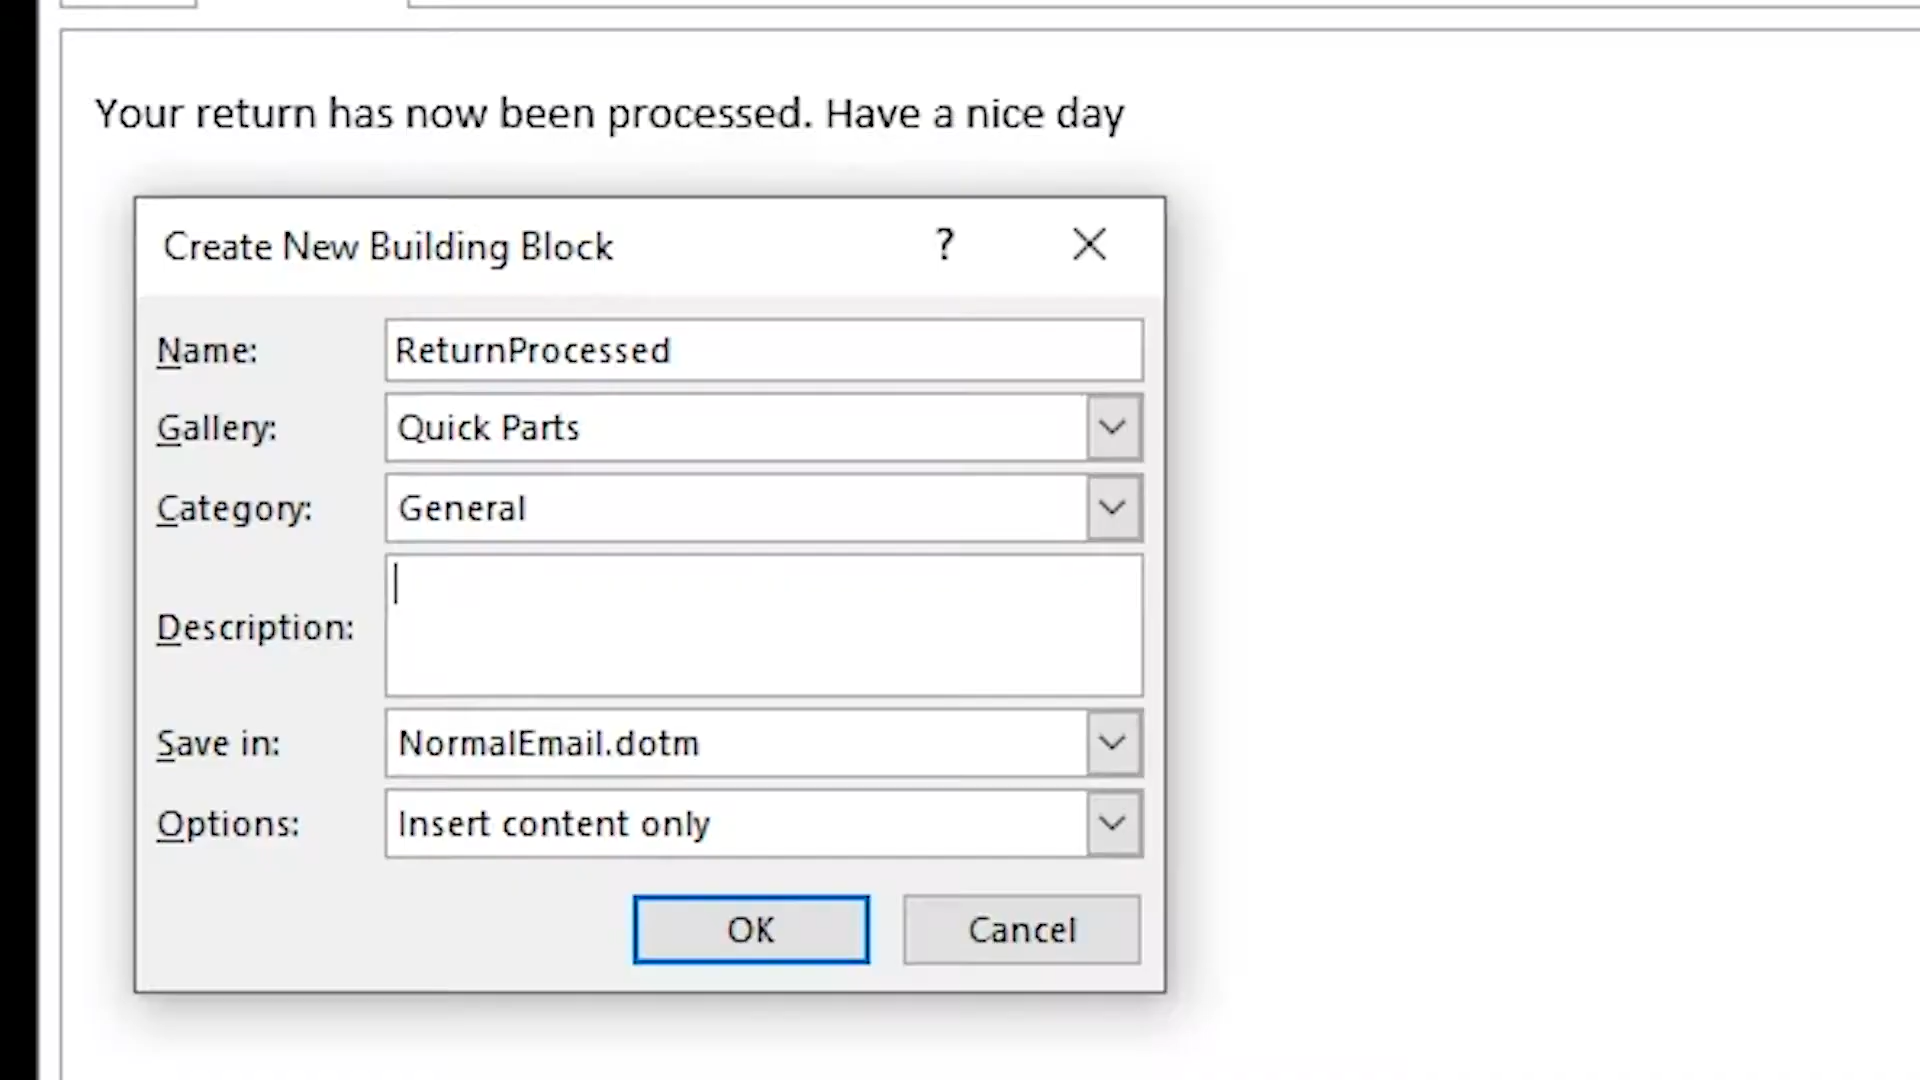 Your return has now been processed. Have a nice day
Create New Building Block ?
Name: ReturnProcessed
Gallery: Quick Parts
Category: General
Description:
Save in: NormalEmail.dotm
Options: Insert content only
OK Cancel